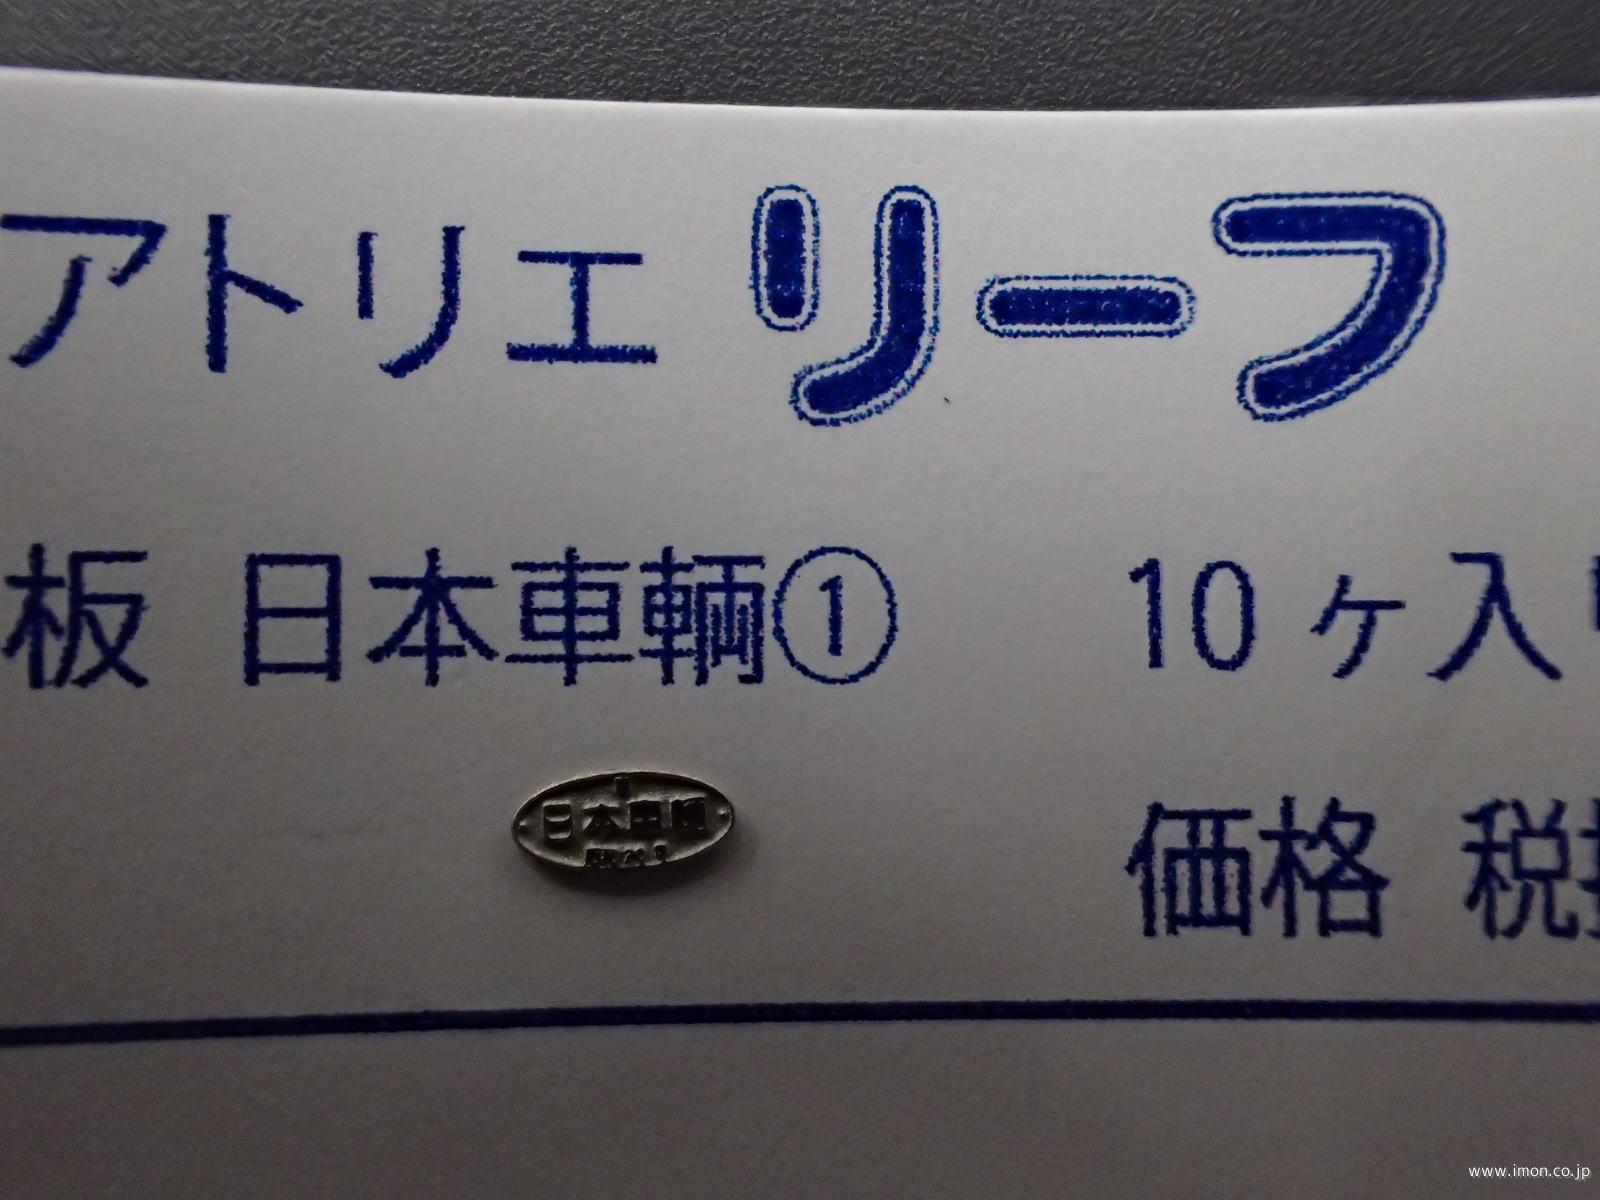 アトリエ リーフ
板 日本車輌① 10ヶ入
日本車輌
価格 税
www.imon.co.jp